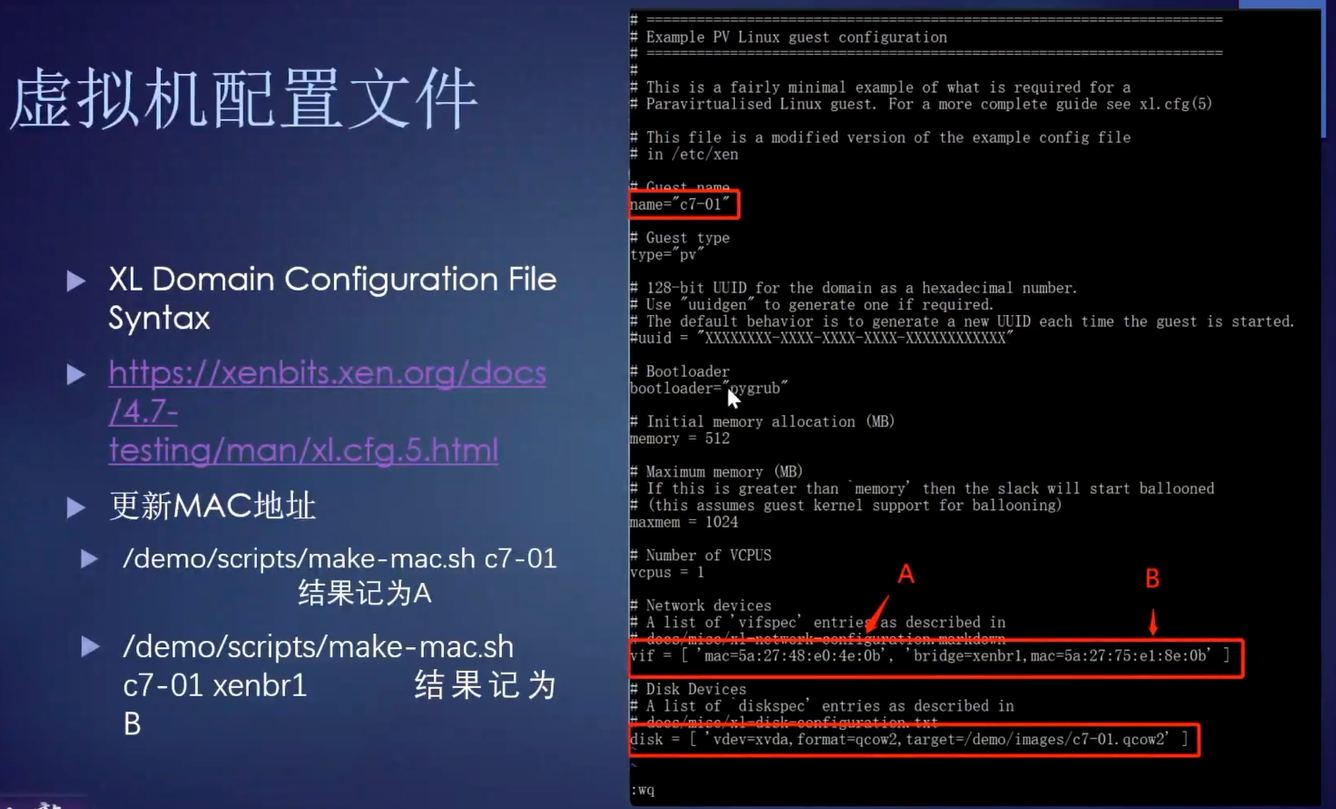 虚拟机配置文件
XL Domain Configuration File
Syntax
https://xenbits.xen.org/docs
/4.7-
testing/man/xl.cfg.5.html
更新MAC地址
/demo/scripts/make-mac.sh c7-01
结果记为A
/demo/scripts/make-mac.sh
c7-01 xenbr1 结果记为
B
# =====================================================================
# Example PV Linux guest configuration
# =====================================================================
#
# This is a fairly minimal example of what is required for a
# Paravirtualised Linux guest. For a more complete guide see xl.cfg(5)
# This file is a modified version of the example config file
# in /etc/xen
# Guest name
name="c7-01"
# Guest type
type="pv"
# 128-bit UUID for the domain as a hexadecimal number.
# Use "uuidgen" to generate one if required.
# The default behavior is to generate a new UUID each time the guest is started.
#uuid = "XXXXXXXX-XXXX-XXXX-XXXX-XXXXXXXXXXXX"
# Bootloader
bootloader="pygrub"
# Initial memory allocation (MB)
memory = 512
# Maximum memory (MB)
# If this is greater than `memory' then the slack will start ballooned
# (this assumes guest kernel support for ballooning)
maxmem = 1024
# Number of VCPUS
vcpus = 1
A
B
# Network devices
# A list of 'vifspec' entries as described in
# docs/misc/xl-network-configuration.markdown
vif = [ 'mac=5a:27:48:e0:4e:0b', 'bridge=xenbr1,mac=5a:27:75:e1:8e:0b' ]
# Disk Devices
# A list of `diskspec' entries as described in
# docs/misc/xl-disk-configuration.txt
disk = [ 'vdev=xvda,format=qcow2,target=/demo/images/c7-01.qcow2' ]
~
:wq